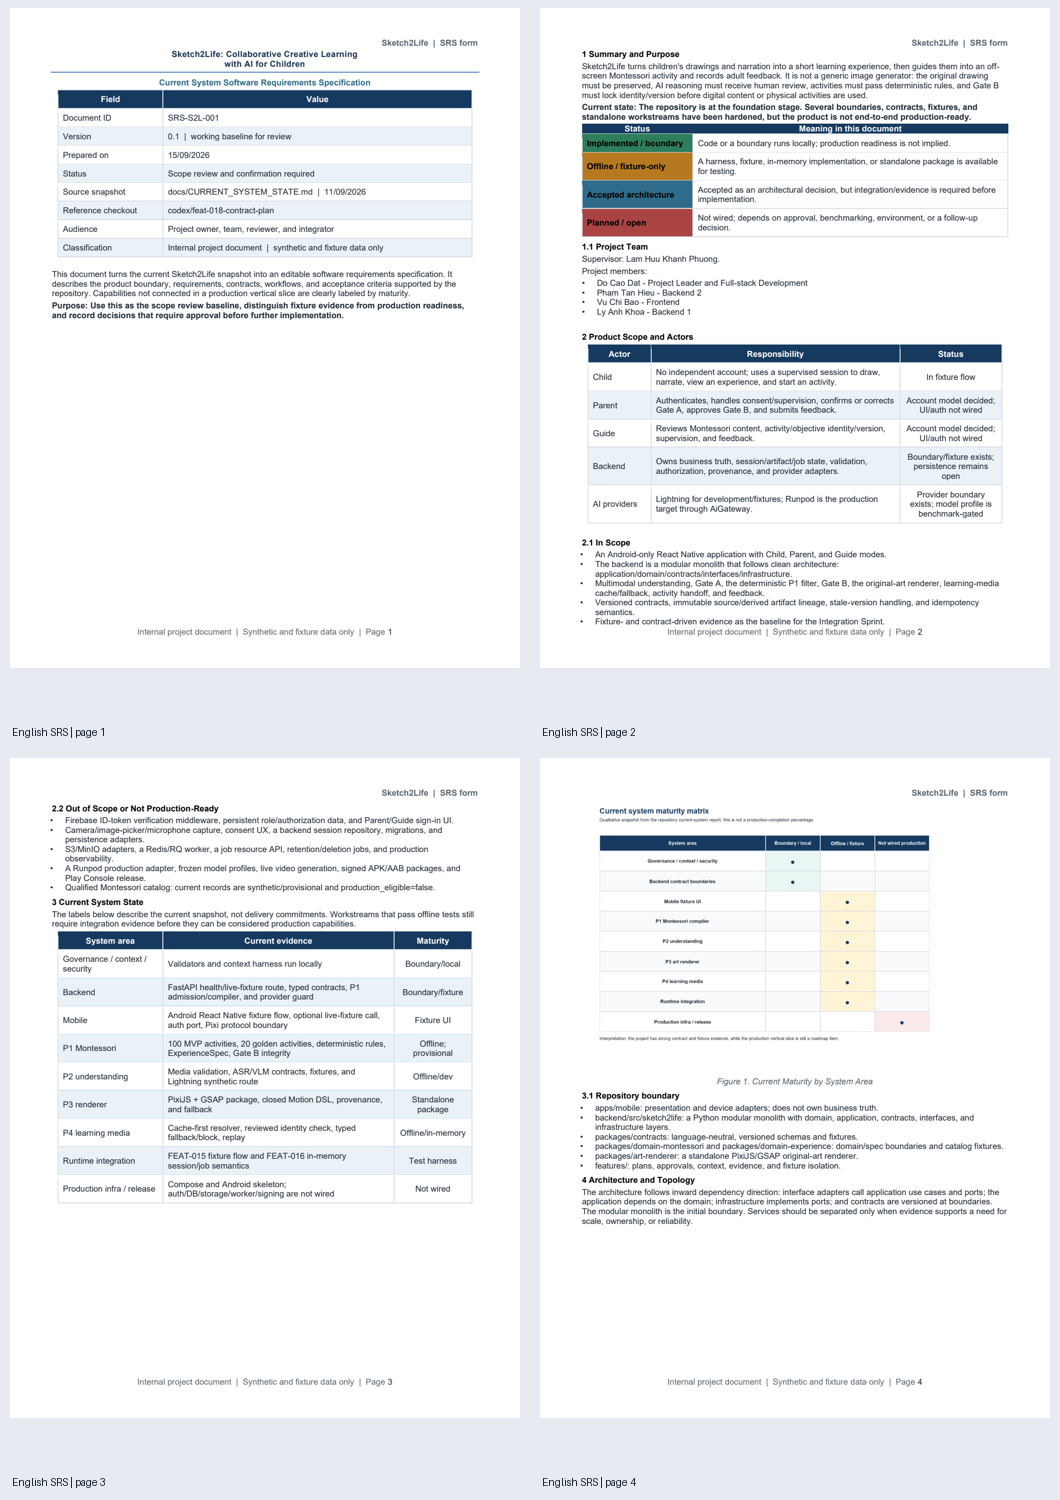 Sketch2Life | SRS form
Sketch2Life: Collaborative Creative Learning
with AI for Children
Current System Software Requirements Specification
Field Value
Document ID SRS-S2L-001
Version 0.1 | working baseline for review
Prepared on 15/09/2026
Status Scope review and confirmation required
Source snapshot docs/CURRENT_SYSTEM_STATE.md | 11/09/2026
Reference checkout codex/feat-018-contract-plan
Audience Project owner, team, reviewer, and integrator
Classification Internal project document | synthetic and fixture data only
This document turns the current Sketch2Life snapshot into an editable software requirements specification. It
describes the product boundary, requirements, contracts, workflows, and acceptance criteria supported by the
repository. Capabilities not connected in a production vertical slice are clearly labeled by maturity.
Purpose: Use this as the scope review baseline, distinguish fixture evidence from production readiness,
and record decisions that require approval before further implementation.
Internal project document | Synthetic and fixture data only | Page 1
English SRS | page 1
Sketch2Life | SRS form
1 Summary and Purpose
Sketch2Life turns children's drawings and narration into a short learning experience, then guides them into an off-
screen Montessori activity and records adult feedback. It is not a generic image generator: the original drawing
must be preserved, AI reasoning must receive human review, activities must pass deterministic rules, and Gate B
must lock identity/version before digital content or physical activities are used.
Current state: The repository is at the foundation stage. Several boundaries, contracts, fixtures, and
standalone workstreams have been hardened, but the product is not end-to-end production-ready.
Status Meaning in this document
Implemented / boundary Code or a boundary runs locally; production readiness is not implied.
Offline / fixture-only A harness, fixture, in-memory implementation, or standalone package is available
for testing.
Accepted architecture Accepted as an architectural decision, but integration/evidence is required before
implementation.
Planned / open Not wired; depends on approval, benchmarking, environment, or a follow-up
decision.
1.1 Project Team
Supervisor: Lam Huu Khanh Phuong.
Project members:
• Do Cao Dat - Project Leader and Full-stack Development
• Pham Tan Hieu - Backend 2
• Vu Chi Bao - Frontend
• Ly Anh Khoa - Backend 1
2 Product Scope and Actors
Actor Responsibility Status
Child No independent account; uses a supervised session to draw,
narrate, view an experience, and start an activity. In fixture flow
Parent Authenticates, handles consent/supervision, confirms or corrects
Gate A, approves Gate B, and submits feedback. Account model decided;
UI/auth not wired
Guide Reviews Montessori content, activity/objective identity/version,
supervision, and feedback. Account model decided;
UI/auth not wired
Backend Owns business truth, session/artifact/job state, validation,
authorization, provenance, and provider adapters. Boundary/fixture exists;
persistence remains
open
AI providers Lightning for development/fixtures; Runpod is the production
target through AiGateway. Provider boundary
exists; model profile is
benchmark-gated
2.1 In Scope
• An Android-only React Native application with Child, Parent, and Guide modes.
• The backend is a modular monolith that follows clean architecture:
application/domain/contracts/interfaces/infrastructure.
• Multimodal understanding, Gate A, the deterministic P1 filter, Gate B, the original-art renderer, learning-media
cache/fallback, activity handoff, and feedback.
• Versioned contracts, immutable source/derived artifact lineage, stale-version handling, and idempotency
semantics.
• Fixture- and contract-driven evidence as the baseline for the Integration Sprint.
Internal project document | Synthetic and fixture data only | Page 2
English SRS | page 2
Sketch2Life | SRS form
2.2 Out of Scope or Not Production-Ready
• Firebase ID-token verification middleware, persistent role/authorization data, and Parent/Guide sign-in UI.
• Camera/image-picker/microphone capture, consent UX, a backend session repository, migrations, and
persistence adapters.
• S3/MinIO adapters, a Redis/RQ worker, a job resource API, retention/deletion jobs, and production
observability.
• A Runpod production adapter, frozen model profiles, live video generation, signed APK/AAB packages, and
Play Console release.
• Qualified Montessori catalog: current records are synthetic/provisional and production_eligible=false.
3 Current System State
The labels below describe the current snapshot, not delivery commitments. Workstreams that pass offline tests still
require integration evidence before they can be considered production capabilities.
System area Current evidence Maturity
Governance / context /
security Validators and context harness run locally Boundary/local
Backend FastAPI health/live-fixture route, typed contracts, P1
admission/compiler, and provider guard Boundary/fixture
Mobile Android React Native fixture flow, optional live-fixture call,
auth port, Pixi protocol boundary Fixture UI
P1 Montessori 100 MVP activities, 20 golden activities, deterministic rules,
ExperienceSpec, Gate B integrity Offline;
provisional
P2 understanding Media validation, ASR/VLM contracts, fixtures, and
Lightning synthetic route Offline/dev
P3 renderer PixiJS + GSAP package, closed Motion DSL, provenance,
and fallback Standalone
package
P4 learning media Cache-first resolver, reviewed identity check, typed
fallback/block, replay Offline/in-memory
Runtime integration FEAT-015 fixture flow and FEAT-016 in-memory
session/job semantics Test harness
Production infra / release Compose and Android skeleton;
auth/DB/storage/worker/signing are not wired Not wired
Internal project document | Synthetic and fixture data only | Page 3
English SRS | page 3
Sketch2Life | SRS form
Current system maturity matrix
Qualitative snapshot from the repository current-system report; this is not a production-completion percentage.
System area Boundary / local Offline / fixture Not wired production
Governance / context / security ●
Backend contract boundaries ●
Mobile fixture UI ●
P1 Montessori compiler ●
P2 understanding ●
P3 art renderer ●
P4 learning media ●
Runtime integration ●
Production infra / release ●
Interpretation: the project has strong contract and fixture evidence, while the production vertical slice is still a roadmap item.
Figure 1. Current Maturity by System Area
3.1 Repository boundary
• apps/mobile: presentation and device adapters; does not own business truth.
• backend/src/sketch2life: a Python modular monolith with domain, application, contracts, interfaces, and
infrastructure layers.
• packages/contracts: language-neutral, versioned schemas and fixtures.
• packages/domain-montessori and packages/domain-experience: domain/spec boundaries and catalog fixtures.
• packages/art-renderer: a standalone PixiJS/GSAP original-art renderer.
• features/: plans, approvals, context, evidence, and fixture isolation.
4 Architecture and Topology
The architecture follows inward dependency direction: interface adapters call application use cases and ports; the
application depends on the domain; infrastructure implements ports; and contracts are versioned at boundaries.
The modular monolith is the initial boundary. Services should be separated only when evidence supports a need for
scale, ownership, or reliability.
Internal project document | Synthetic and fixture data only | Page 4
English SRS | page 4